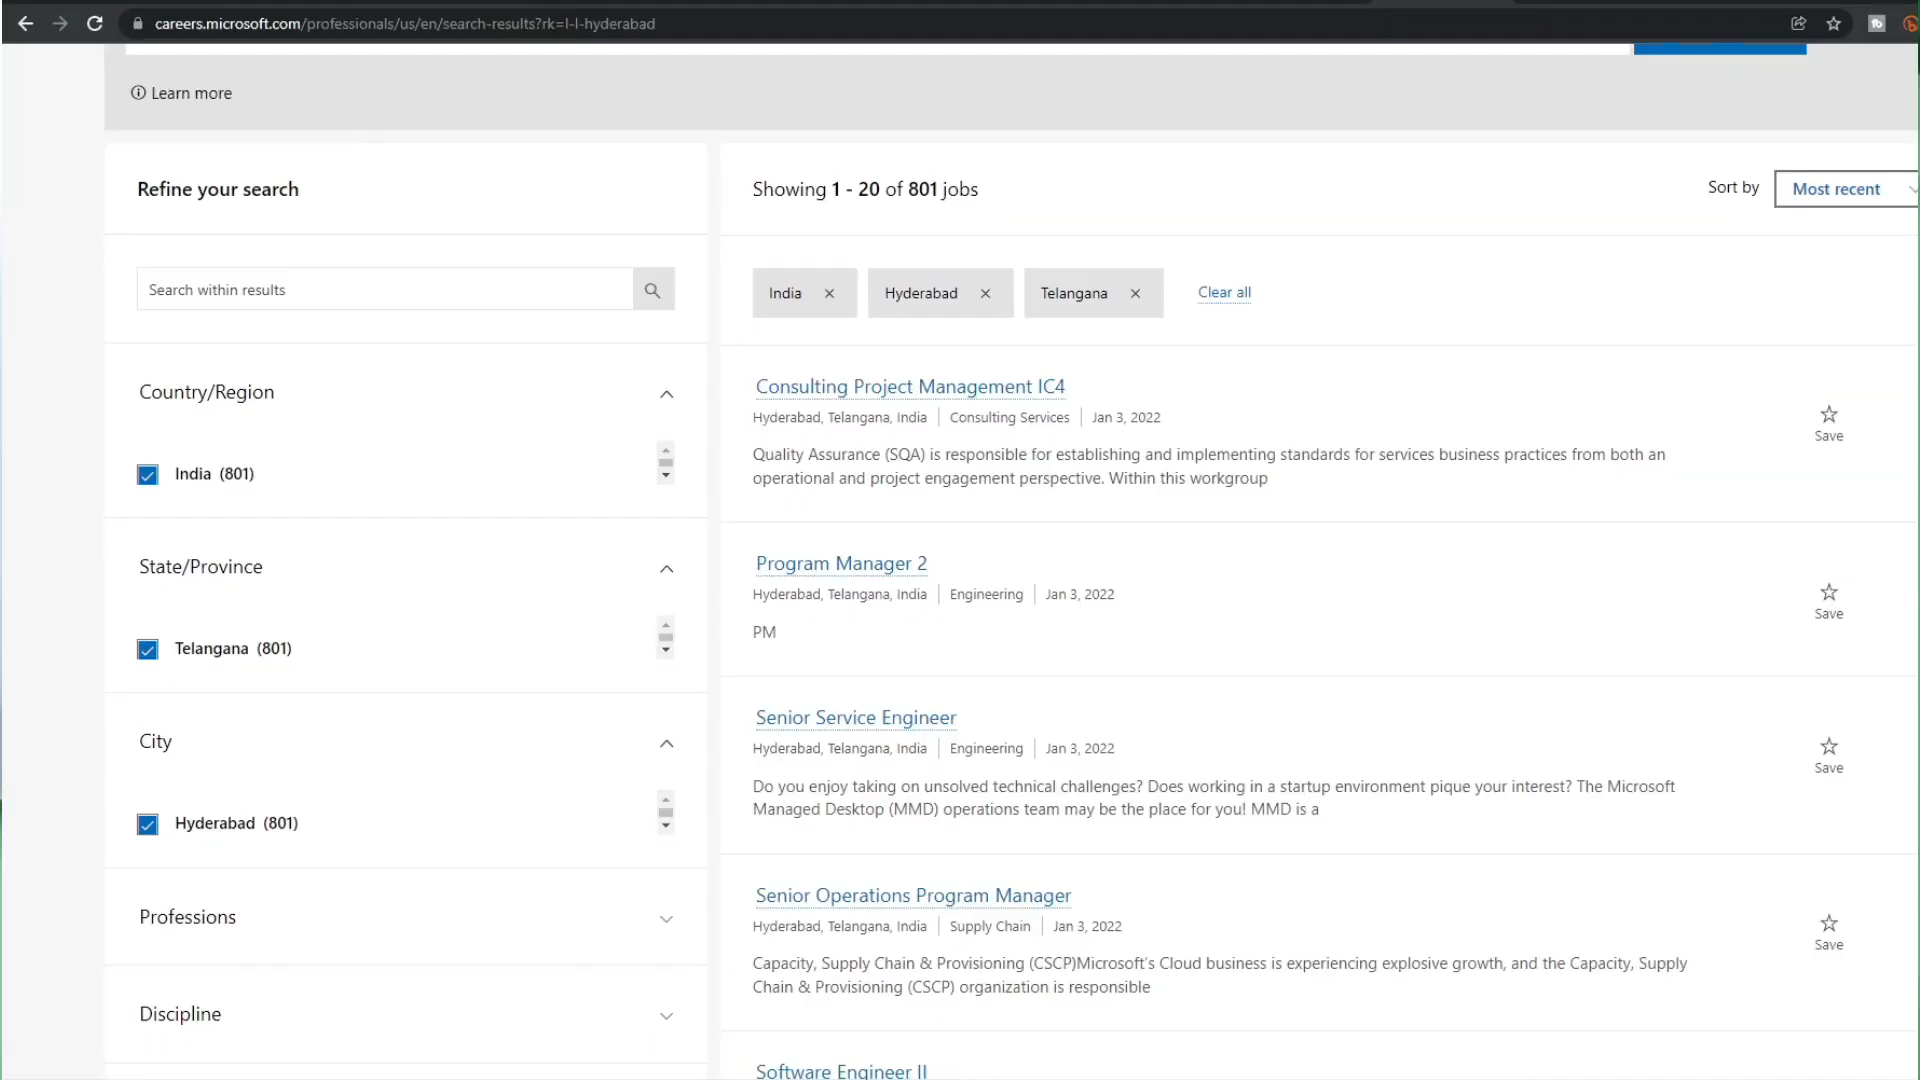 careers.microsoft.com/professionals/us/en/search-results?rk=l-l-hyderabad
Learn more
Refine your search
Search within results
Country/Region
India (801)
State/Province
Telangana (801)
City
Hyderabad (801)
Professions
Discipline
Showing 1 - 20 of 801 jobs
Sort by
Most recent
India
Hyderabad
Telangana
Clear all
Consulting Project Management IC4
Hyderabad, Telangana, India | Consulting Services | Jan 3, 2022
Quality Assurance (SQA) is responsible for establishing and implementing standards for services business practices from both an
operational and project engagement perspective. Within this workgroup
Save
Program Manager 2
Hyderabad, Telangana, India | Engineering | Jan 3, 2022
PM
Save
Senior Service Engineer
Hyderabad, Telangana, India | Engineering | Jan 3, 2022
Do you enjoy taking on unsolved technical challenges? Does working in a startup environment pique your interest? The Microsoft
Managed Desktop (MMD) operations team may be the place for you! MMD is a
Save
Senior Operations Program Manager
Hyderabad, Telangana, India | Supply Chain | Jan 3, 2022
Capacity, Supply Chain & Provisioning (CSCP)Microsoft's Cloud business is experiencing explosive growth, and the Capacity, Supply
Chain & Provisioning (CSCP) organization is responsible
Save
Software Engineer II